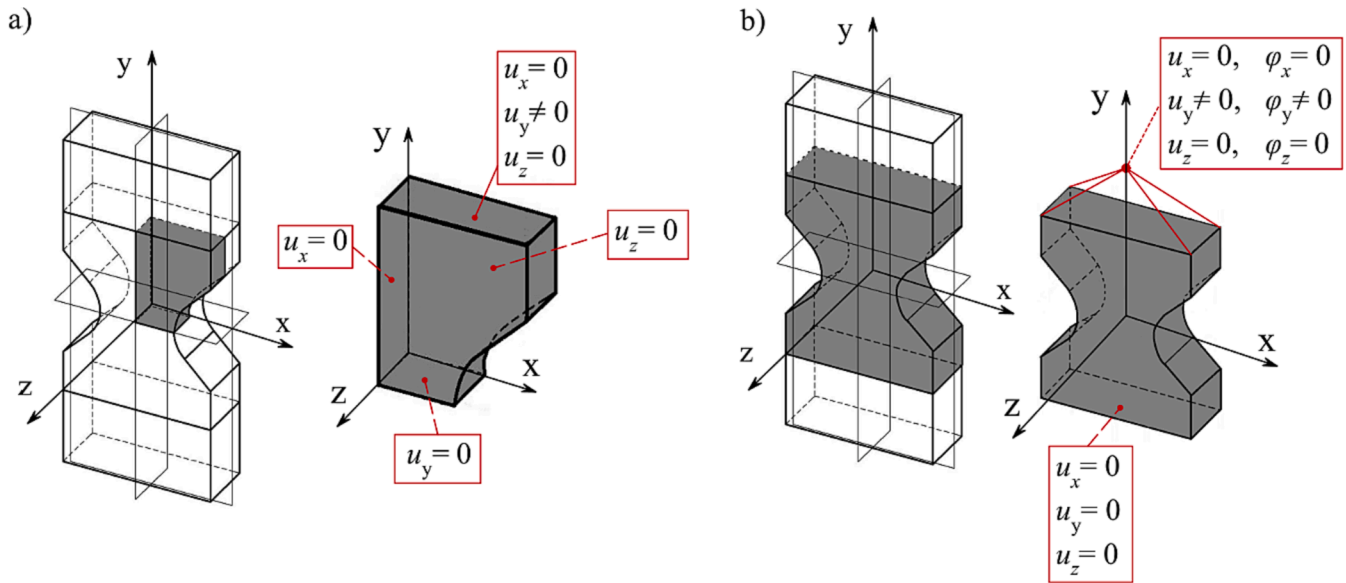 a)
y
x
z
u_x = 0
u_y ≠ 0
u_z = 0
y
u_x = 0
u_z = 0
x
z
u_y = 0
b)
y
x
z
u_x = 0, φ_x = 0
u_y ≠ 0, φ_y ≠ 0
u_z = 0, φ_z = 0
y
x
z
u_x = 0
u_y = 0
u_z = 0